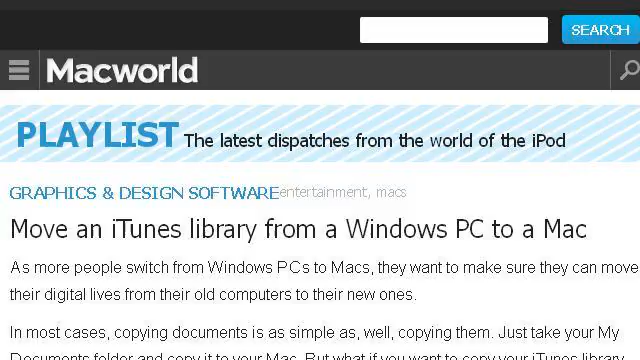 SEARCH
Macworld
PLAYLIST The latest dispatches from the world of the iPod
GRAPHICS & DESIGN SOFTWARE entertainment, macs
Move an iTunes library from a Windows PC to a Mac
As more people switch from Windows PCs to Macs, they want to make sure they can move
their digital lives from their old computers to their new ones.
In most cases, copying documents is as simple as, well, copying them. Just take your My
Documents folder and copy it to your Mac. But what if you want to copy your iTunes library